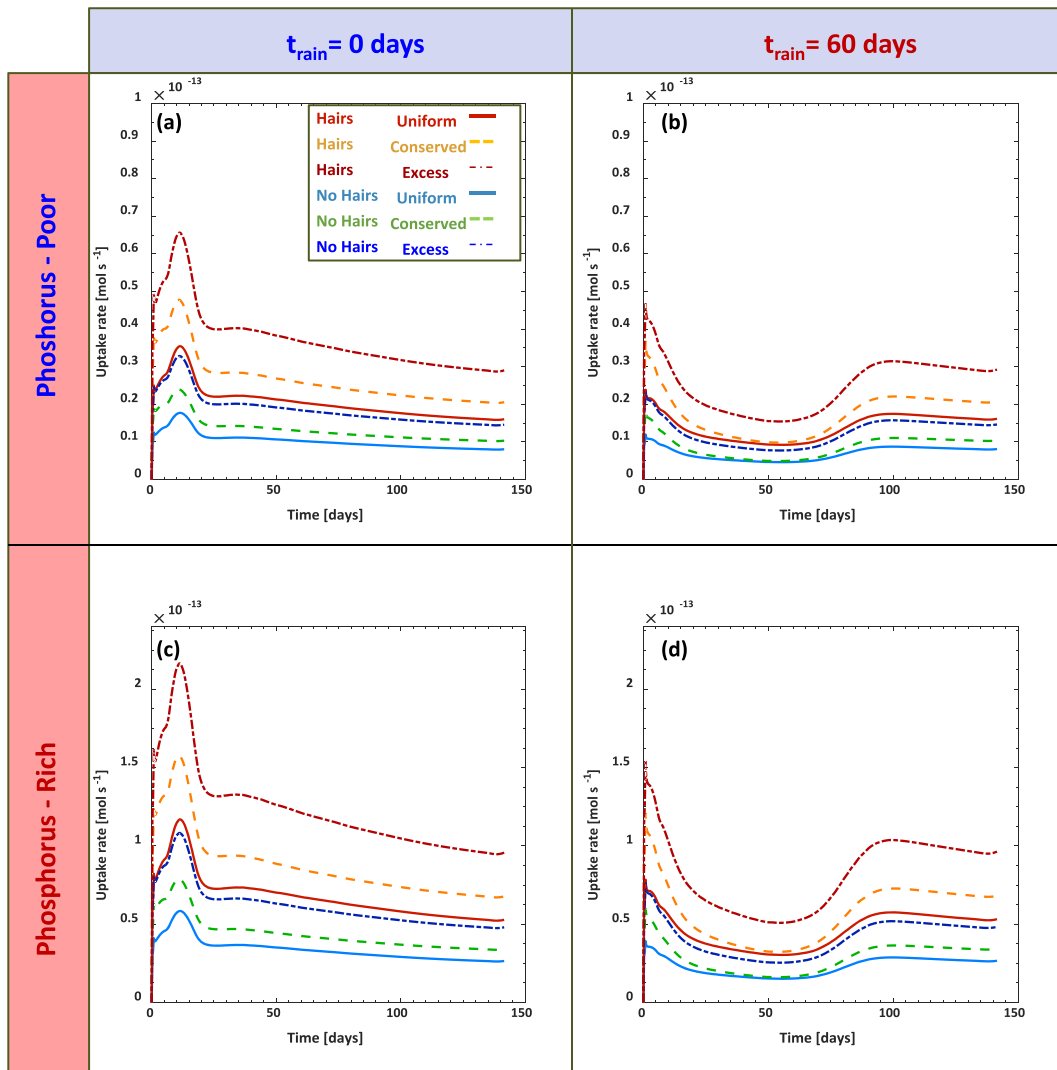 t_rain= 0 days
t_rain= 60 days
Phoshorus - Poor
× 10 -13
(a)
1
0.9
0.8
0.7
0.6
0.5
0.4
0.3
0.2
0.1
0
Uptake rate [mol s -1]
0 50 100 150
Time [days]
Hairs Uniform
Hairs Conserved
Hairs Excess
No Hairs Uniform
No Hairs Conserved
No Hairs Excess
× 10 -13
(b)
1
0.9
0.8
0.7
0.6
0.5
0.4
0.3
0.2
0.1
0
Uptake rate [mol s -1]
0 50 100 150
Time [days]
Phosphorus - Rich
× 10 -13
(c)
2
1.5
1
0.5
0
Uptake rate [mol s -1]
0 50 100 150
Time [days]
× 10 -13
(d)
2
1.5
1
0.5
0
Uptake rate [mol s -1]
0 50 100 150
Time [days]